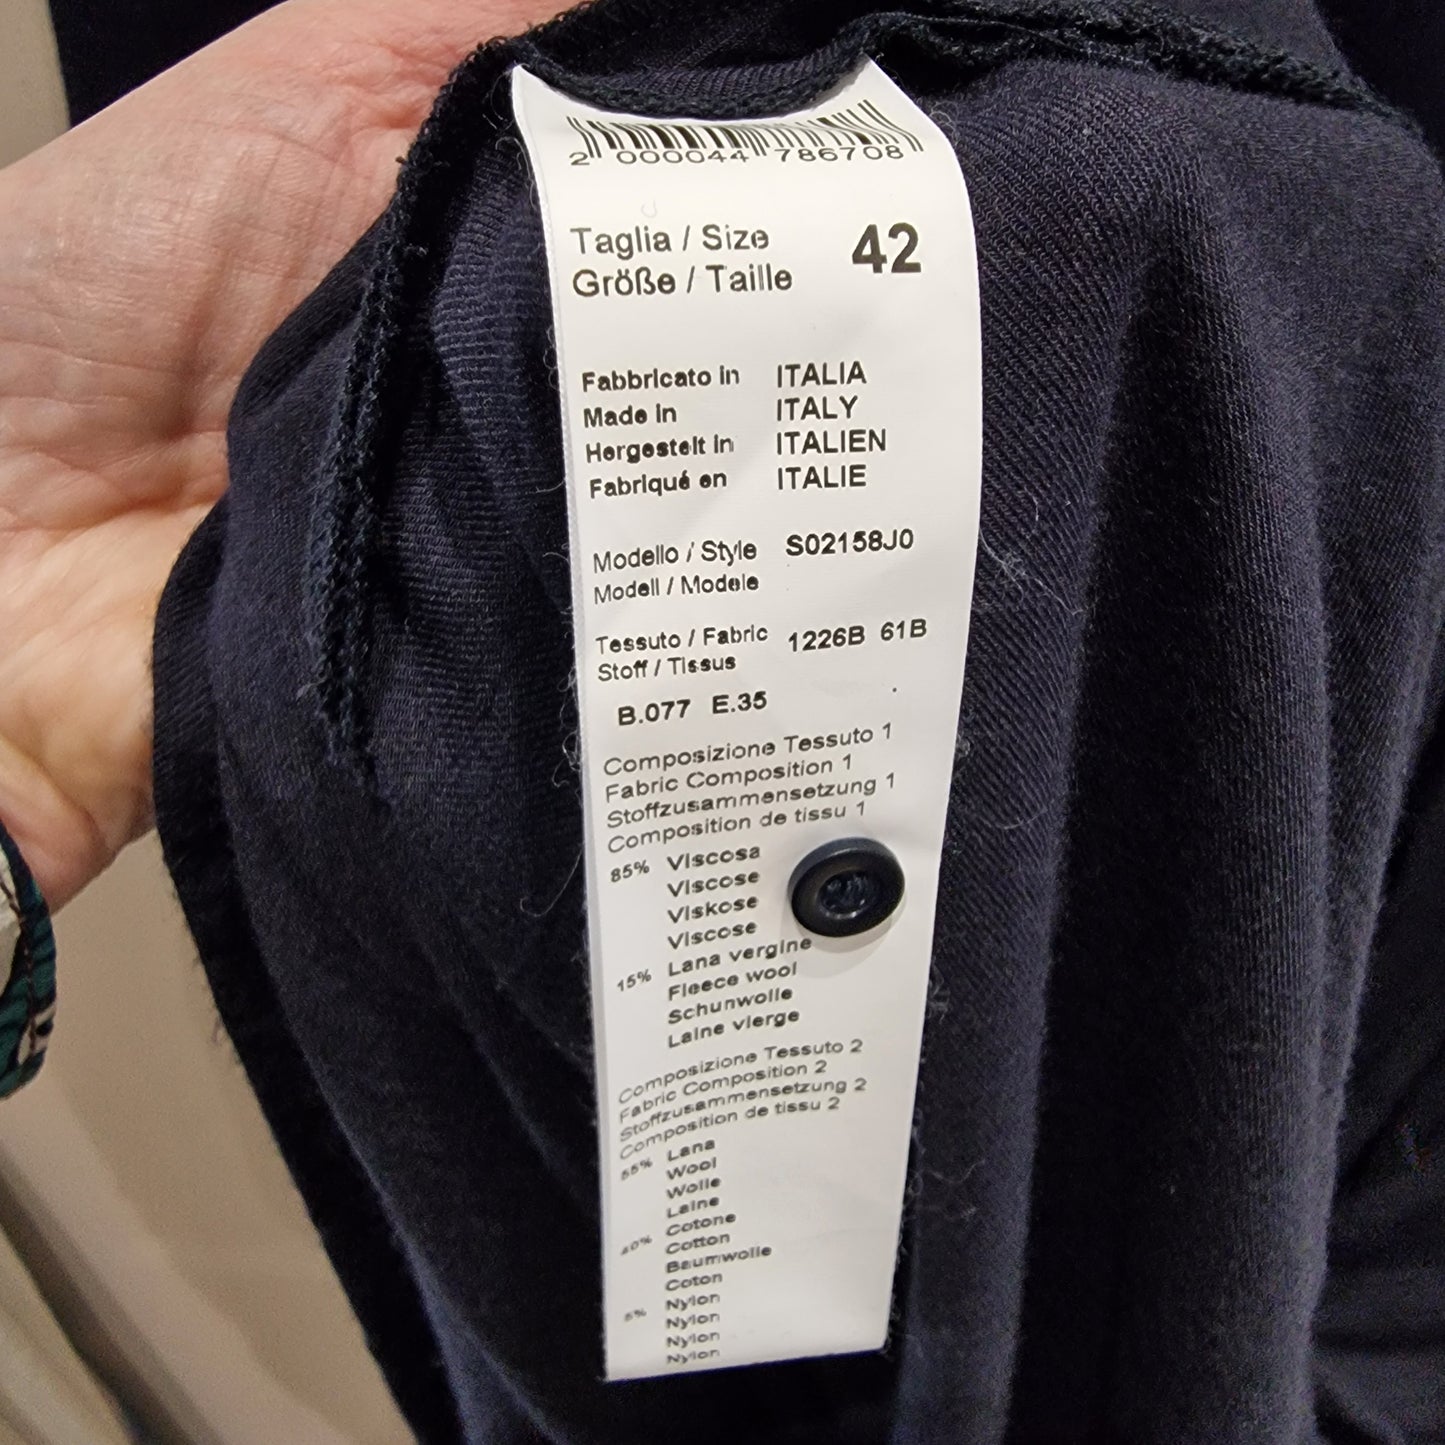 2 000044 786708
Taglia / Size 42
Größe / Taille
Fabbricato in ITALIA
Made in ITALY
Hergestelt in ITALIEN
Fabriqué en ITALIE
Modello / Style S02158J0
Modell / Modele
Tessuto / Fabric 1226B 61B
Stoff / Tissus
B.077 E.35
Composizione Tessuto 1
Fabric Composition 1
Stoffzusammensetzung 1
Composition de tissu 1
85% Viscosa
Viscose
Viskose
Viscose
15% Lana vergine
Fleece wool
Schunwolle
Laine vierge
Composizione Tessuto 2
Fabric Composition 2
Stoffzusammensetzung 2
Composition de tissu 2
55% Lana
Wool
Wolle
Laine
40% Cotone
Cotton
Baumwolle
Coton
5% Nylon
Nylon
Nylon
Nylon